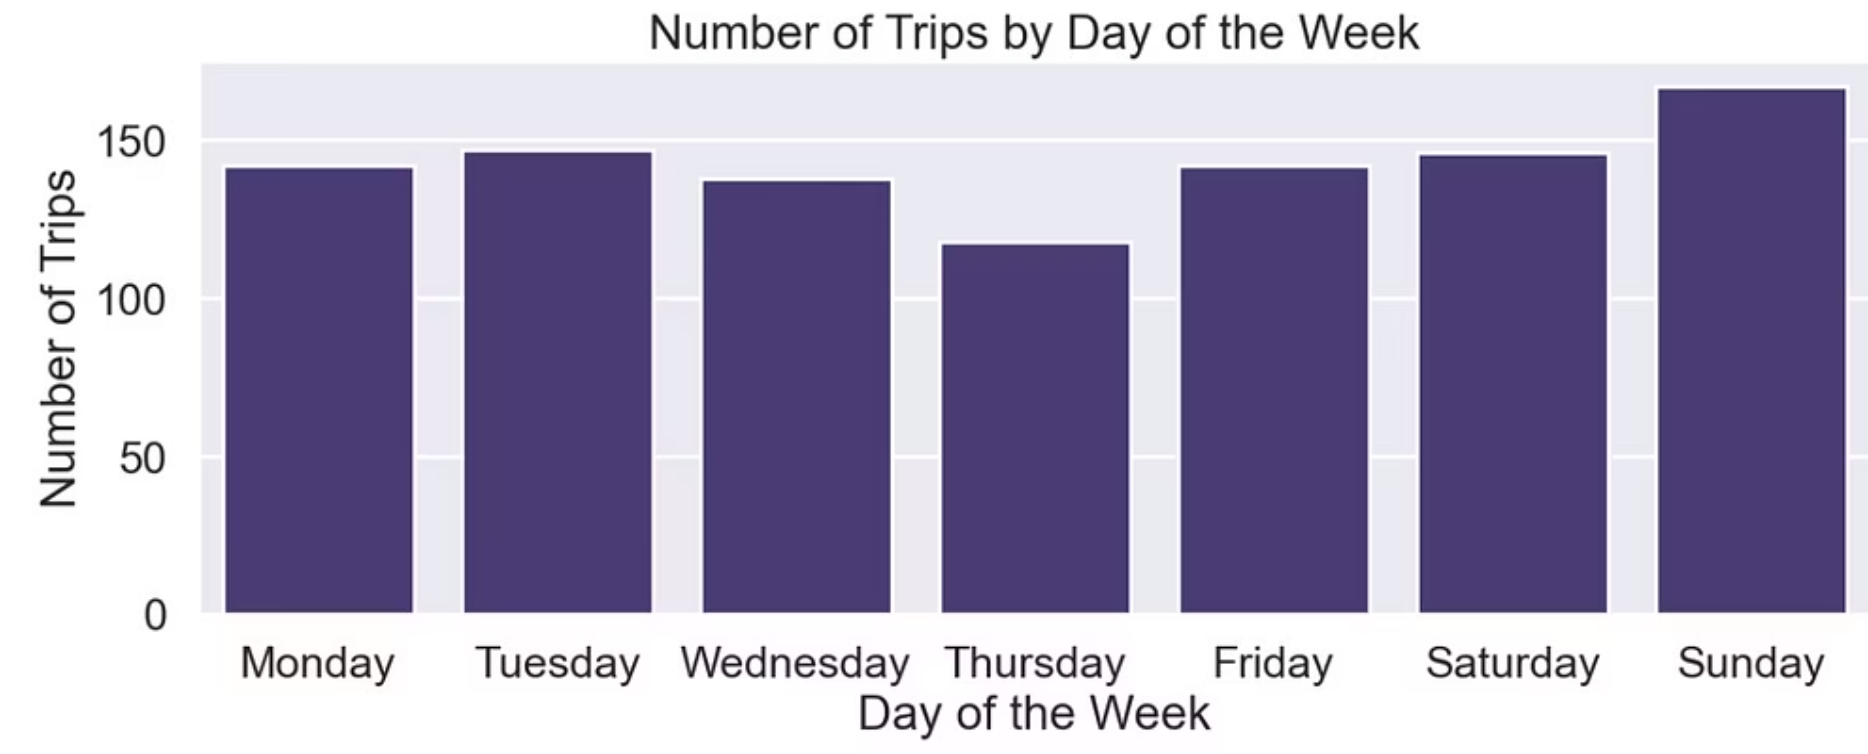 Number of Trips by Day of the Week
Number of Trips
150
100
50
0
Monday Tuesday Wednesday Thursday Friday Saturday Sunday
Day of the Week